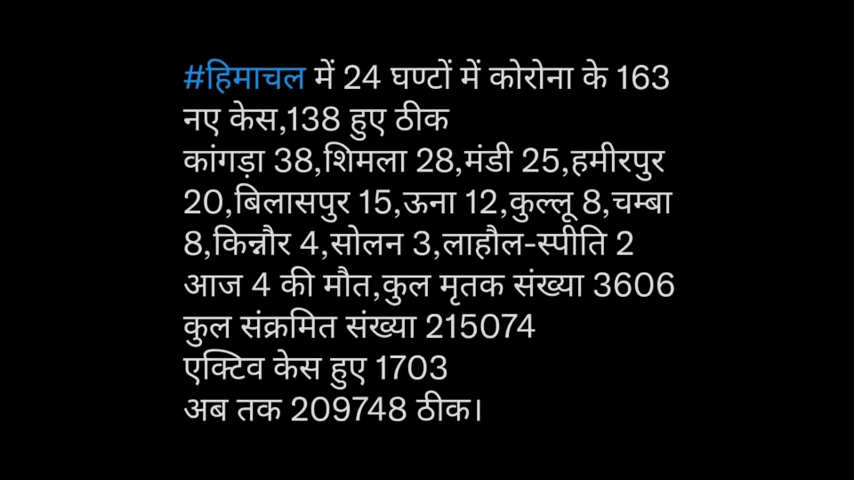 #हिमाचल में 24 घण्टों में कोरोना के 163
नए केस,138 हुए ठीक
कांगड़ा 38,शिमला 28,मंडी 25,हमीरपुर
20,बिलासपुर 15,ऊना 12,कुल्लू 8,चम्बा
8,किन्नौर 4,सोलन 3,लाहौल-स्पीति 2
आज 4 की मौत,कुल मृतक संख्या 3606
कुल संक्रमित संख्या 215074
एक्टिव केस हुए 1703
अब तक 209748 ठीक।